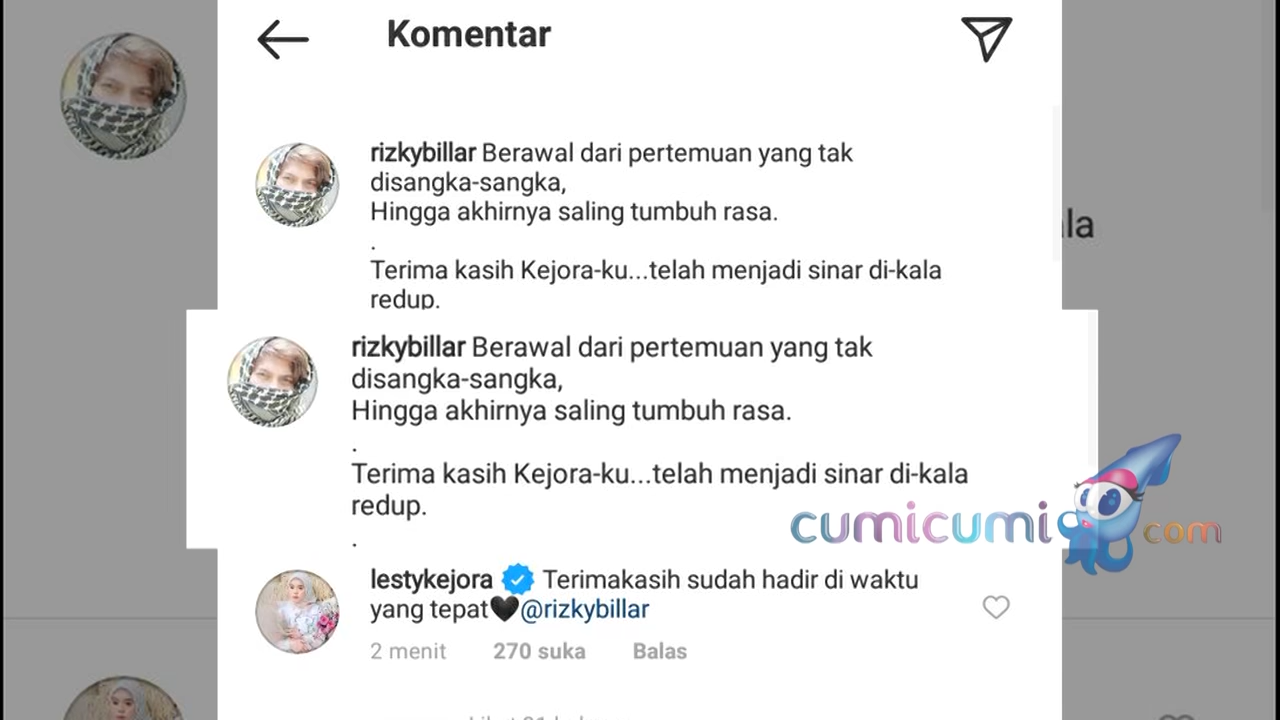 Komentar
rizkybillar Berawal dari pertemuan yang tak
disangka-sangka,
Hingga akhirnya saling tumbuh rasa.
.
Terima kasih Kejora-ku...telah menjadi sinar di-kala
redup.
rizkybillar Berawal dari pertemuan yang tak
disangka-sangka,
Hingga akhirnya saling tumbuh rasa.
.
Terima kasih Kejora-ku...telah menjadi sinar di-kala
redup.
.
lestykejora Terimakasih sudah hadir di waktu
yang tepat🖤@rizkybillar
2 menit 270 suka Balas
cumicumi com